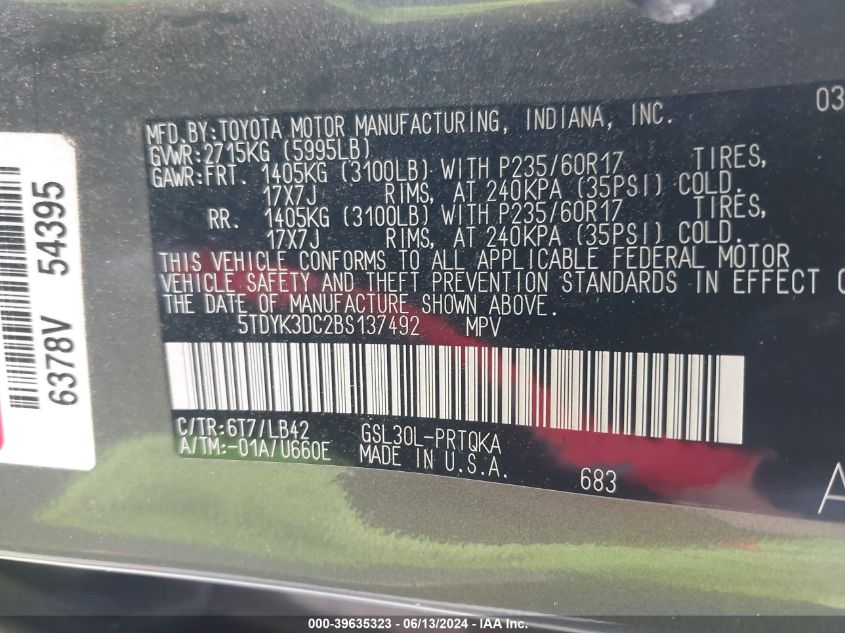 03
MFD.BY:TOYOTA MOTOR MANUFACTURING, INDIANA, INC.
GVWR:2715KG (5995LB)
GAWR:FRT. 1405KG (3100LB) WITH P235/60R17 TIRES,
17X7J RIMS, AT 240KPA (35PSI) COLD.
RR. 1405KG (3100LB) WITH P235/60R17 TIRES,
17X7J RIMS, AT 240KPA (35PSI) COLD.
THIS VEHICLE CONFORMS TO ALL APPLICABLE FEDERAL MOTOR
VEHICLE SAFETY AND THEFT PREVENTION STANDARDS IN EFFECT
THE DATE OF MANUFACTURE SHOWN ABOVE.
5TDYK3DC2BS137492 MPV
C/TR:6T7/LB42 GSL30L-PRTQKA
A/TM:-01A/U660E MADE IN U.S.A.
683
A
6378V 54395
000-39635323 - 06/13/2024 - IAAI.COM